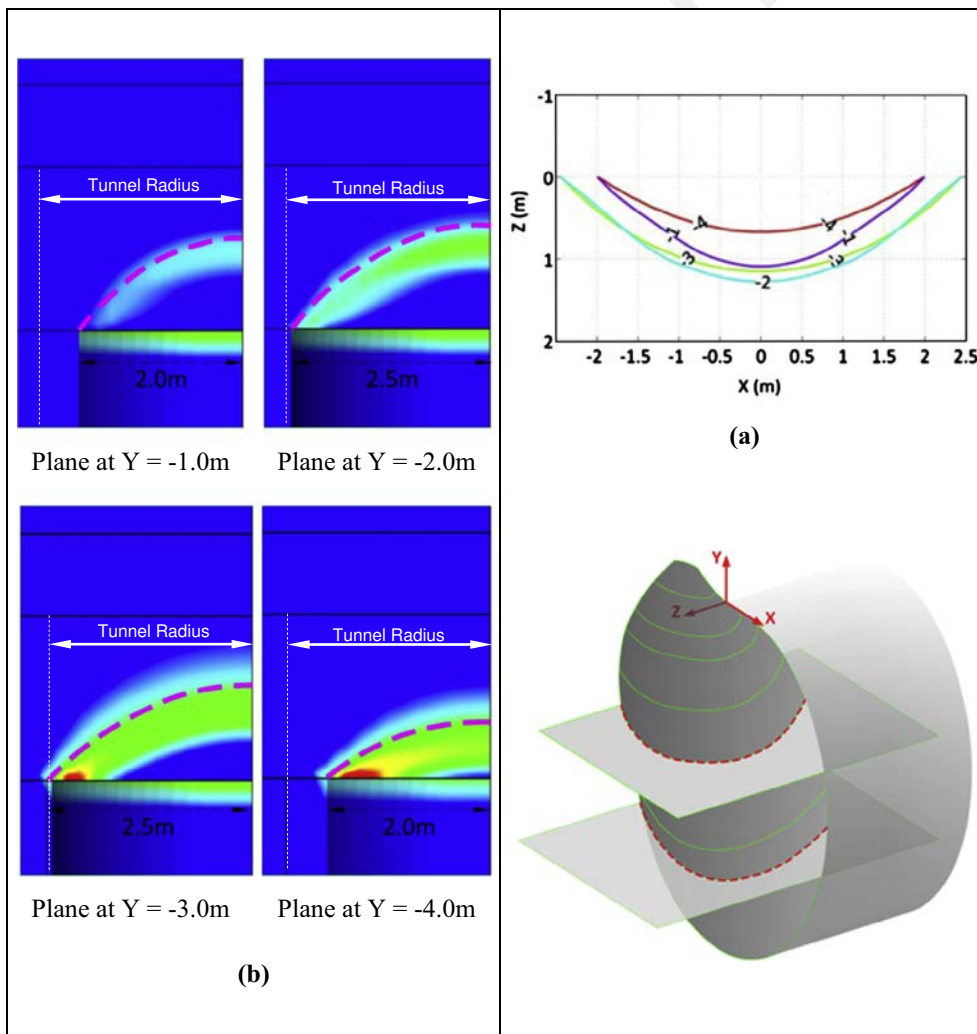 Tunnel Radius
Tunnel Radius
2.0m
2.5m
Plane at Y = -1.0m
Plane at Y = -2.0m
Tunnel Radius
Tunnel Radius
2.5m
2.0m
Plane at Y = -3.0m
Plane at Y = -4.0m
(b)
-1
0
1
2
Z (m)
-4
-4
-1
-1
-3
-3
-2
-2 -1.5 -1 -0.5 0 0.5 1 1.5 2 2.5
X (m)
(a)
Y
Z
X